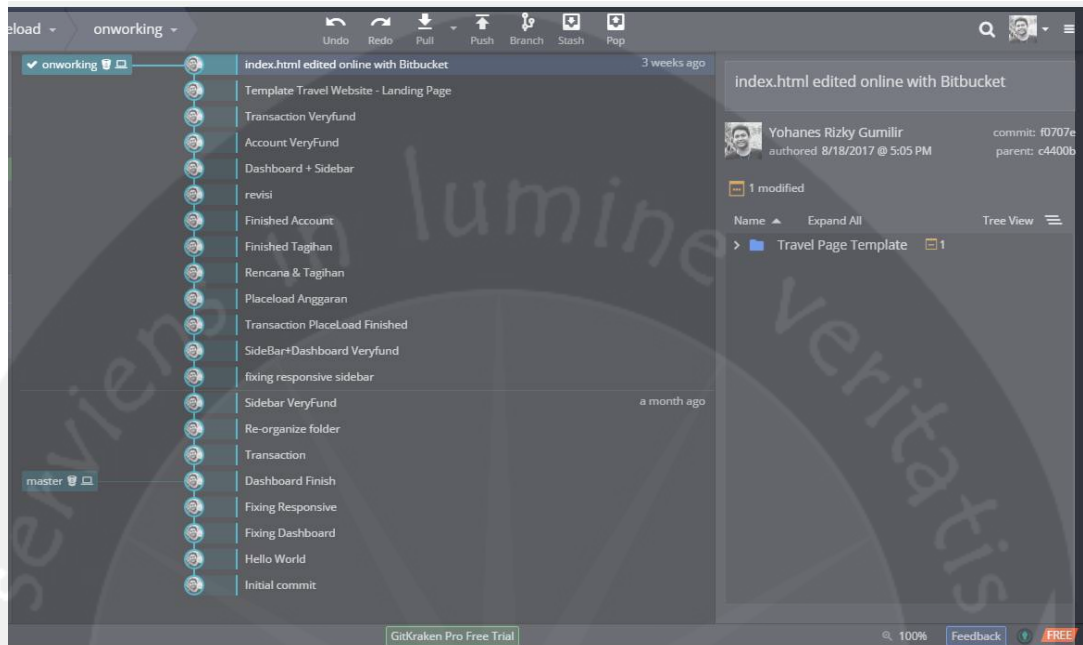 eload onworking
Undo Redo Pull Push Branch Stash Pop
onworking
index.html edited online with Bitbucket 3 weeks ago
Template Travel Website - Landing Page
Transaction Veryfund
Account VeryFund
Dashboard + Sidebar
revisi
Finished Account
Finished Tagihan
Rencana & Tagihan
Placeload Anggaran
Transaction PlaceLoad Finished
SideBar+Dashboard Veryfund
fixing responsive sidebar
Sidebar VeryFund a month ago
Re-organize folder
Transaction
master Dashboard Finish
Fixing Responsive
Fixing Dashboard
Hello World
Initial commit
index.html edited online with Bitbucket
Yohanes Rizky Gumilir commit: f0707e
authored 8/18/2017 @ 5:05 PM parent: c4400b
1 modified
Name Expand All Tree View
Travel Page Template 1
GitKraken Pro Free Trial 100% Feedback FREE
serviens in lumine veritatis